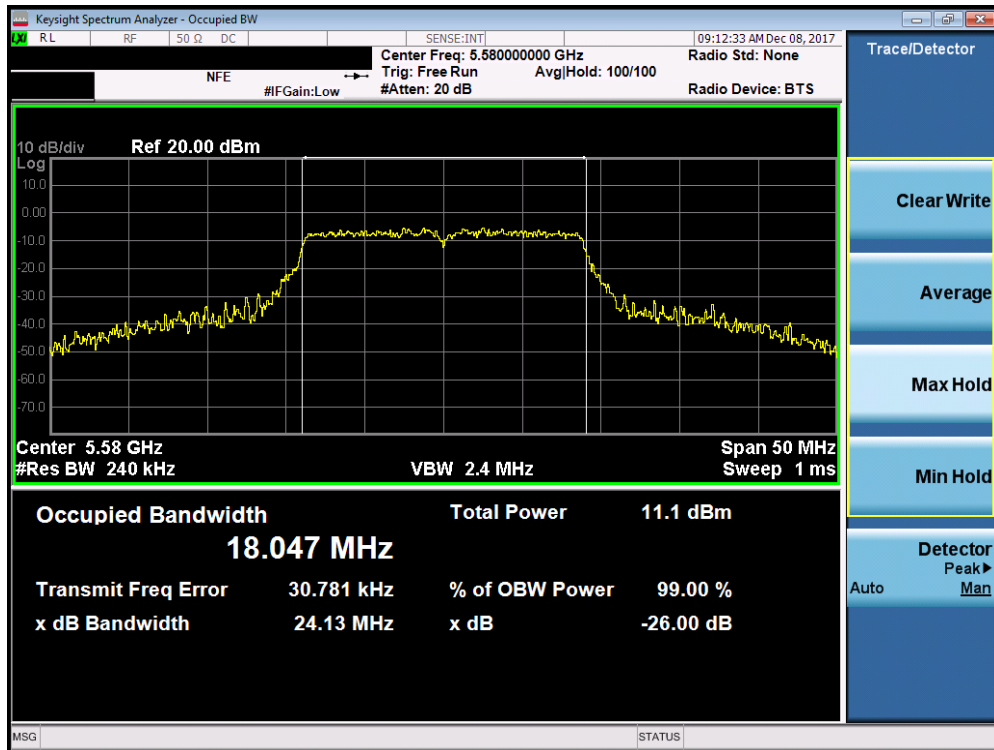 Keysight Spectrum Analyzer - Occupied BW
LXI RL RF 50 Ω DC SENSE:INT 09:12:33 AM Dec 08, 2017
Center Freq: 5.580000000 GHz Radio Std: None
NFE Trig: Free Run Avg|Hold: 100/100
#IFGain:Low #Atten: 20 dB Radio Device: BTS
10 dB/div Ref 20.00 dBm
Log
10.0
0.00
-10.0
-20.0
-30.0
-40.0
-50.0
-60.0
-70.0
Center 5.58 GHz Span 50 MHz
#Res BW 240 kHz VBW 2.4 MHz Sweep 1 ms
Occupied Bandwidth Total Power 11.1 dBm
18.047 MHz
Transmit Freq Error 30.781 kHz % of OBW Power 99.00 %
x dB Bandwidth 24.13 MHz x dB -26.00 dB
MSG STATUS
Trace/Detector
Clear Write
Average
Max Hold
Min Hold
Detector
Peak▶
Auto Man